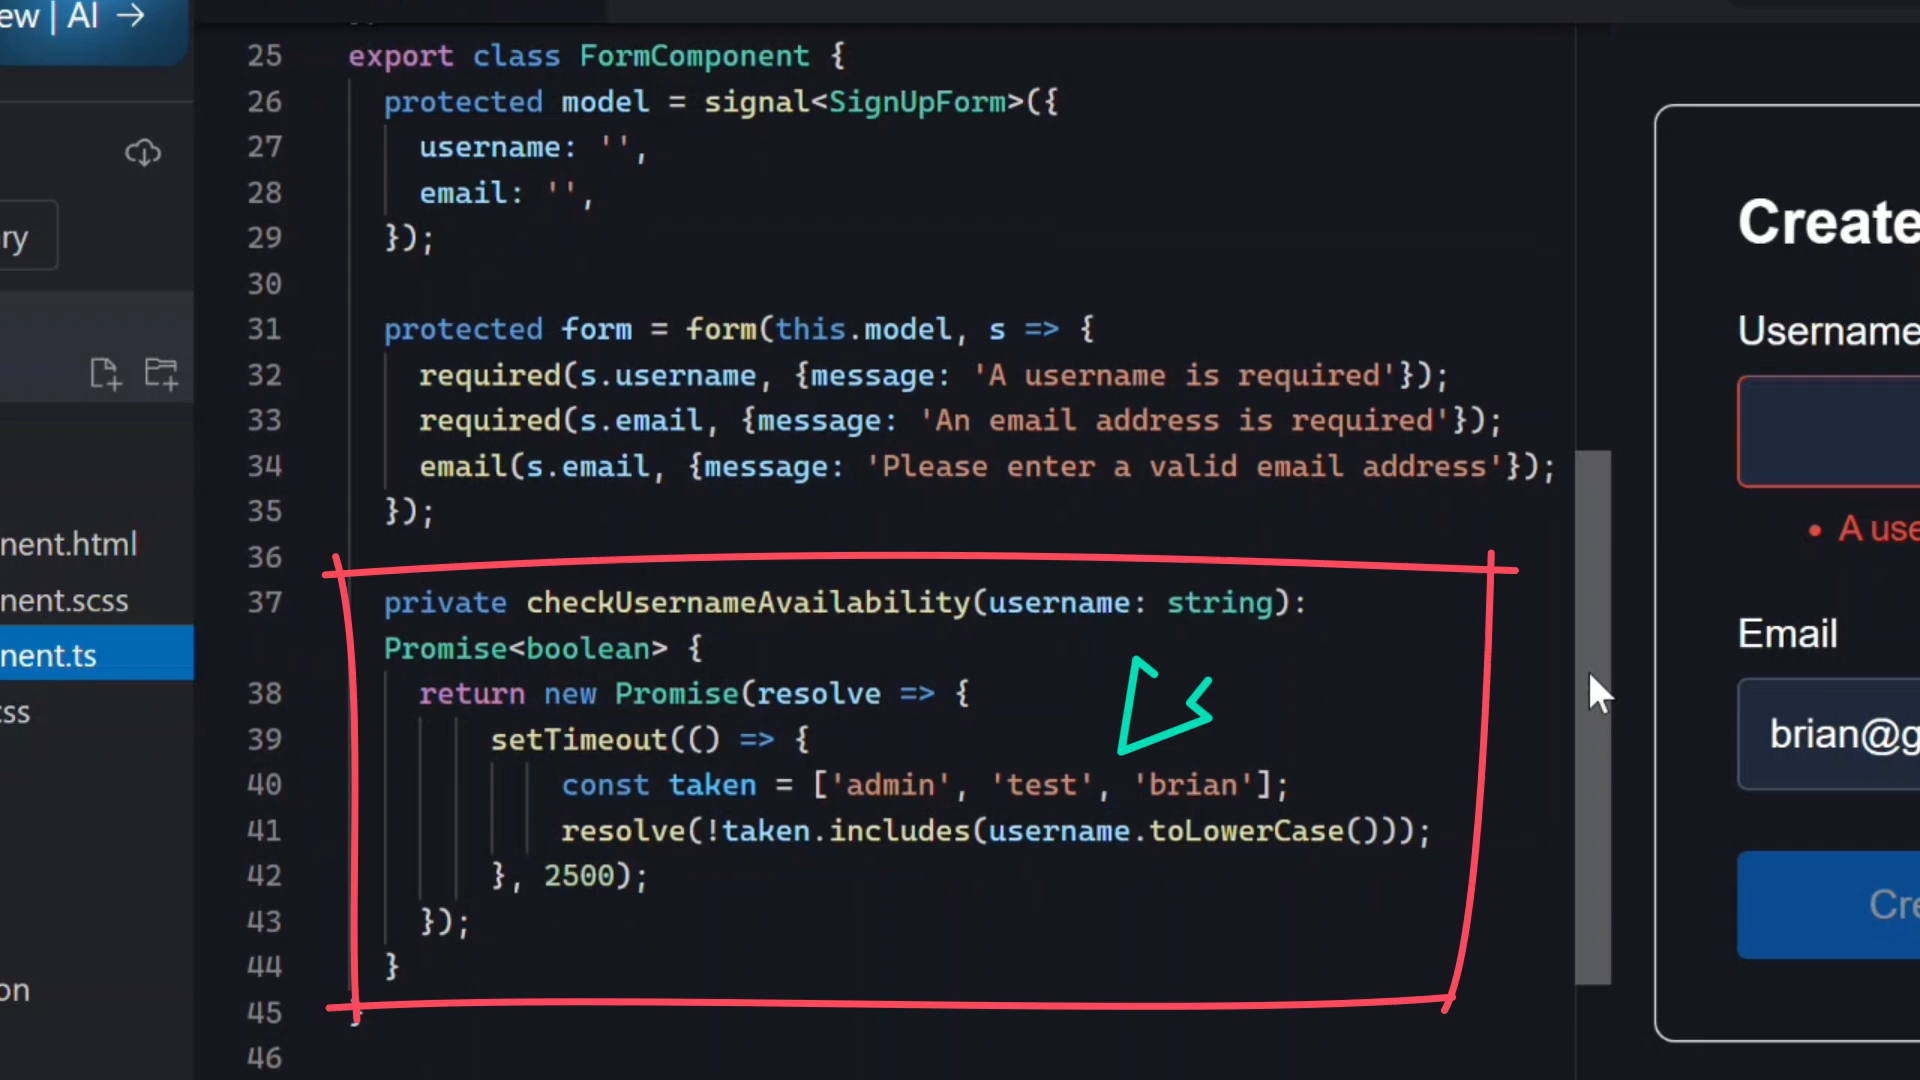 ew | AI →
ry
nent.html
nent.scss
nent.ts
css
on
25 export class FormComponent {
26 protected model = signal<SignUpForm>({
27 username: '',
28 email: '',
29 });
30
31 protected form = form(this.model, s => {
32 required(s.username, {message: 'A username is required'});
33 required(s.email, {message: 'An email address is required'});
34 email(s.email, {message: 'Please enter a valid email address'});
35 });
36
37 private checkUsernameAvailability(username: string):
Promise<boolean> {
38 return new Promise(resolve => {
39 setTimeout(() => {
40 const taken = ['admin', 'test', 'brian'];
41 resolve(!taken.includes(username.toLowerCase()));
42 }, 2500);
43 });
44 }
45 }
46
Create
Username
• A use
Email
brian@g
Cre